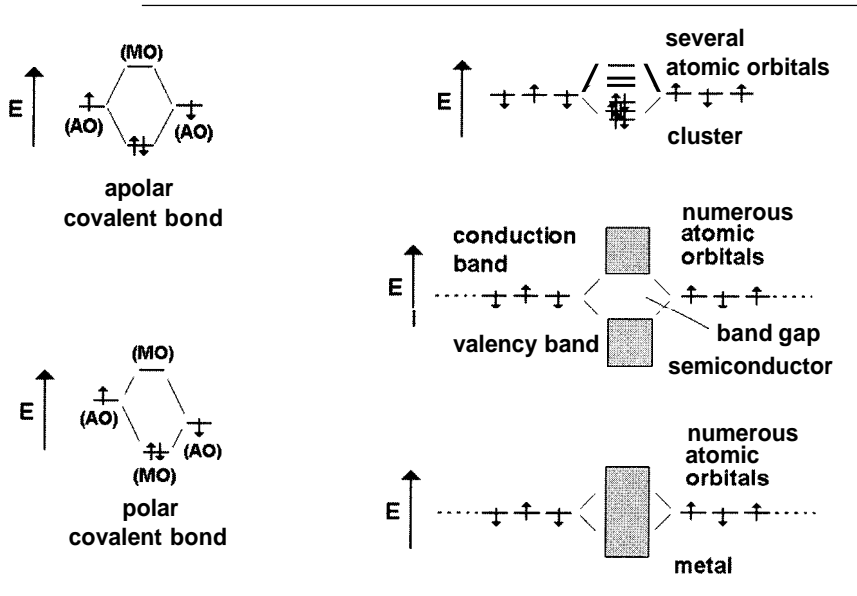 (MO)
E
(AO)
(AO)
apolar
covalent bond
(MO)
E
(AO)
(AO)
(MO)
polar
covalent bond
several
atomic orbitals
E
cluster
numerous
atomic
orbitals
conduction
band
E
valency band
band gap
semiconductor
numerous
atomic
orbitals
E
metal